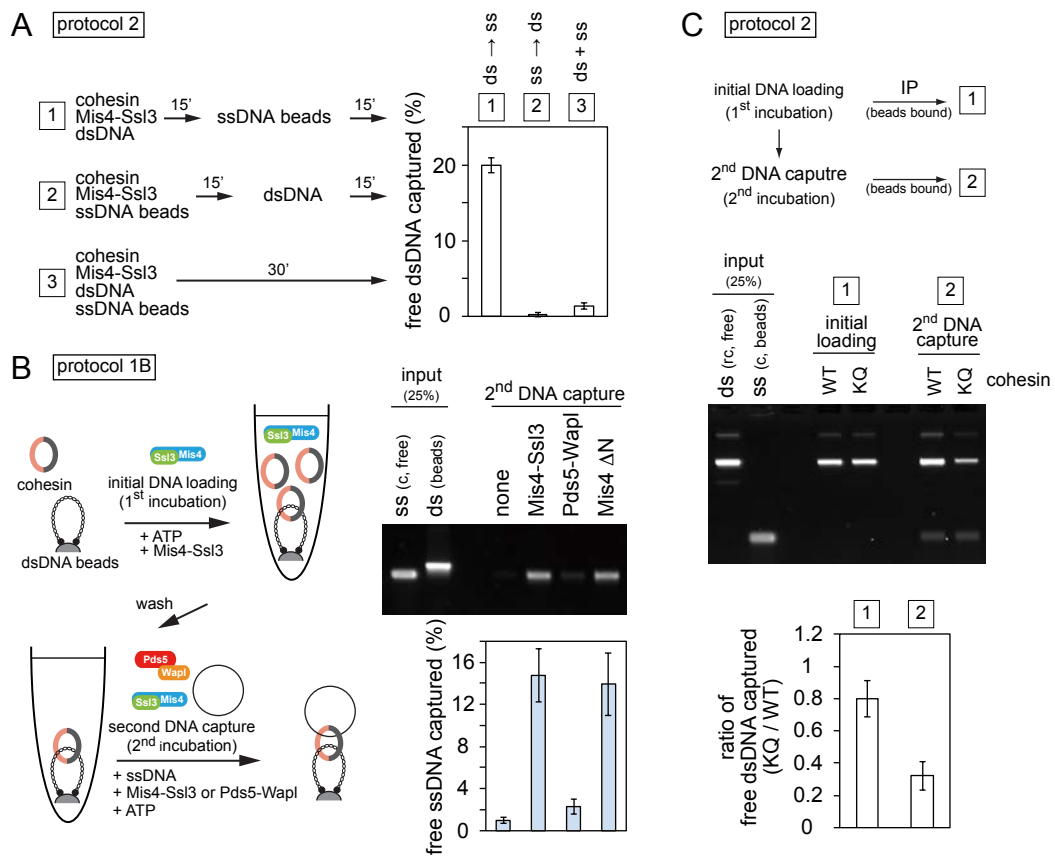 A
protocol 2
1
cohesin
Mis4-Ssl3
dsDNA
15’
ssDNA beads
15’
2
cohesin
Mis4-Ssl3
ssDNA beads
15’
dsDNA
15’
3
cohesin
Mis4-Ssl3
dsDNA
ssDNA beads
30’
ds → ss
ss → ds
ds + ss
1 2 3
free dsDNA captured (%)
20
10
0
B
protocol 1B
cohesin
dsDNA beads
Ssl3 Mis4
initial DNA loading
(1st incubation)
+ ATP
+ Mis4-Ssl3
Ssl3 Mis4
wash
Pds5
Wapl
Ssl3 Mis4
second DNA capture
(2nd incubation)
+ ssDNA
+ Mis4-Ssl3 or Pds5-Wapl
+ ATP
input
(25%)
2nd DNA capture
ss (c, free)
ds (beads)
none
Mis4-Ssl3
Pds5-Wapl
Mis4 ΔN
free ssDNA captured (%)
16
12
8
4
0
C
protocol 2
initial DNA loading
(1st incubation)
IP
(beads bound)
1
2nd DNA caputre
(2nd incubation)
(beads bound)
2
input
(25%)
ds (rc, free)
ss (c, beads)
1
initial
loading
2
2nd DNA
capture
WT
KQ
WT
KQ
cohesin
1 2
ratio of
free dsDNA captured
(KQ / WT)
1.2
1
0.8
0.6
0.4
0.2
0